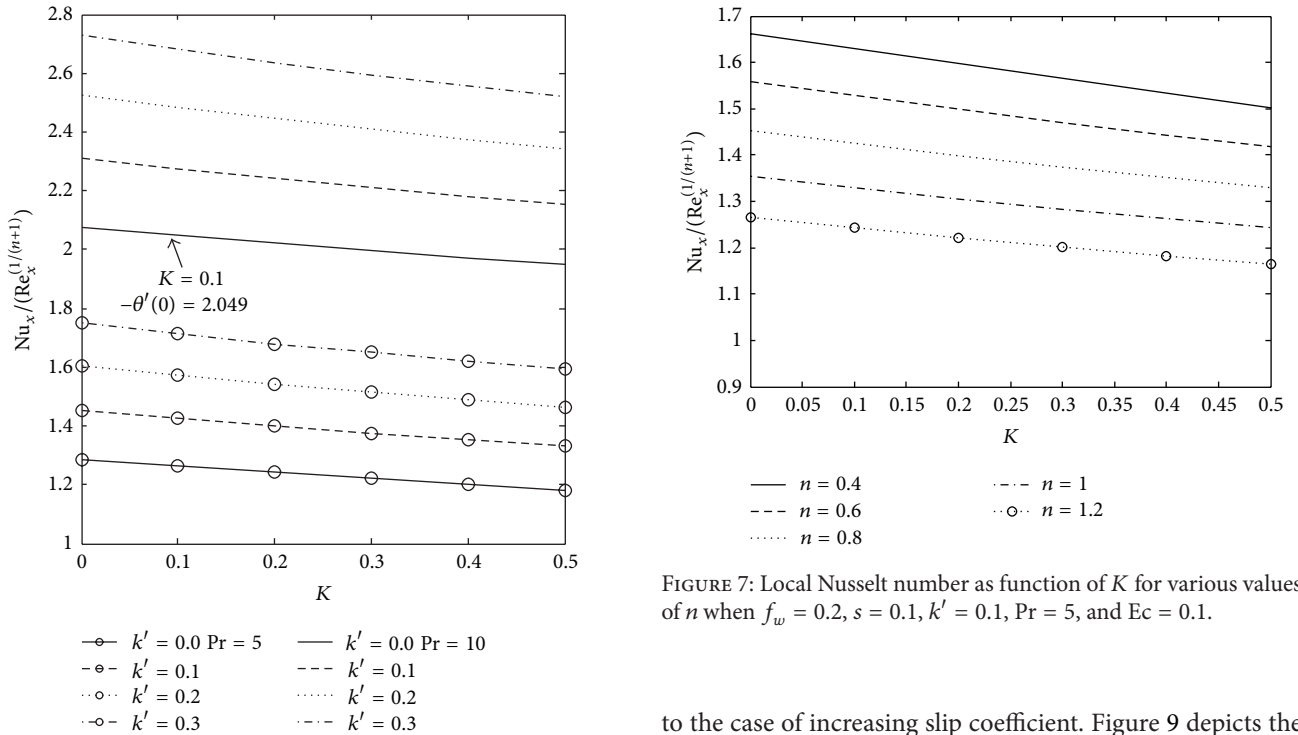 2.8
2.6
2.4
2.2
2
1.8
1.6
1.4
1.2
1
Nu_x/(Re_x^(1/(n+1))
K = 0.1
−θ′(0) = 2.049
0 0.1 0.2 0.3 0.4 0.5
K
k′ = 0.0 Pr = 5 k′ = 0.0 Pr = 10
k′ = 0.1 k′ = 0.1
k′ = 0.2 k′ = 0.2
k′ = 0.3 k′ = 0.3
1.7
1.6
1.5
1.4
1.3
1.2
1.1
1
0.9
Nu_x/(Re_x^(1/(n+1))
0 0.05 0.1 0.15 0.2 0.25 0.3 0.35 0.4 0.45 0.5
K
n = 0.4 n = 1
n = 0.6 n = 1.2
n = 0.8
Figure 7: Local Nusselt number as function of K for various values
of n when f_w = 0.2, s = 0.1, k′ = 0.1, Pr = 5, and Ec = 0.1.
to the case of increasing slip coefficient. Figure 9 depicts the